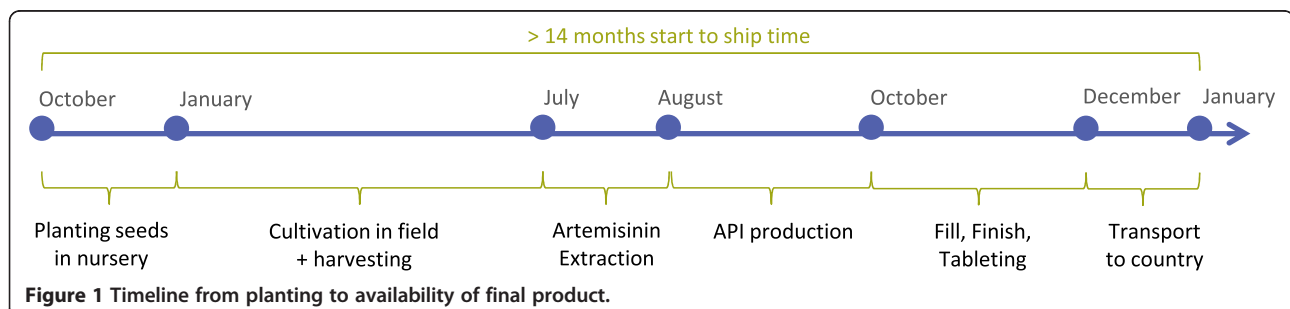 > 14 months start to ship time
October January July August October December January
Planting seeds
in nursery
Cultivation in field
+ harvesting
Artemisinin
Extraction
API production
Fill, Finish,
Tableting
Transport
to country
Figure 1 Timeline from planting to availability of final product.